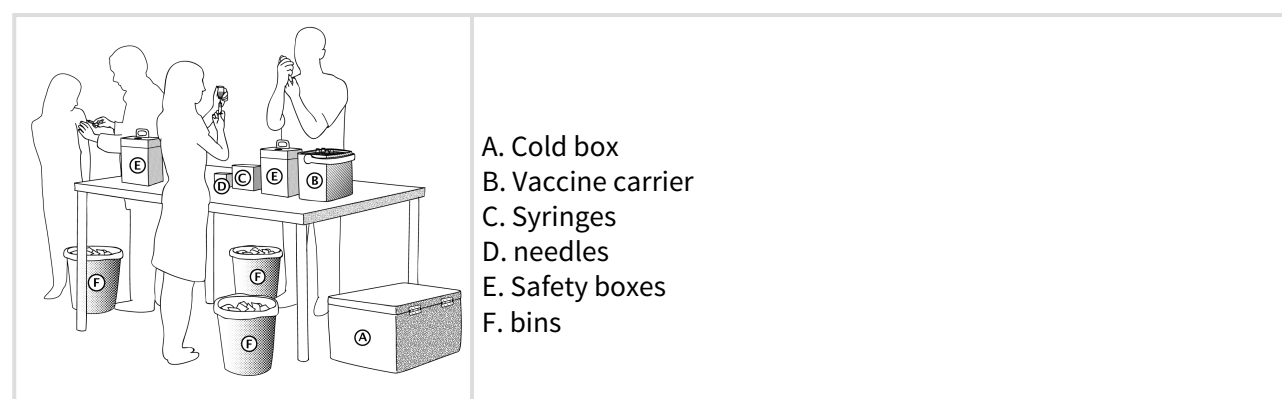 E
E
D
C
B
F
F
F
A
A. Cold box
B. Vaccine carrier
C. Syringes
D. needles
E. Safety boxes
F. bins